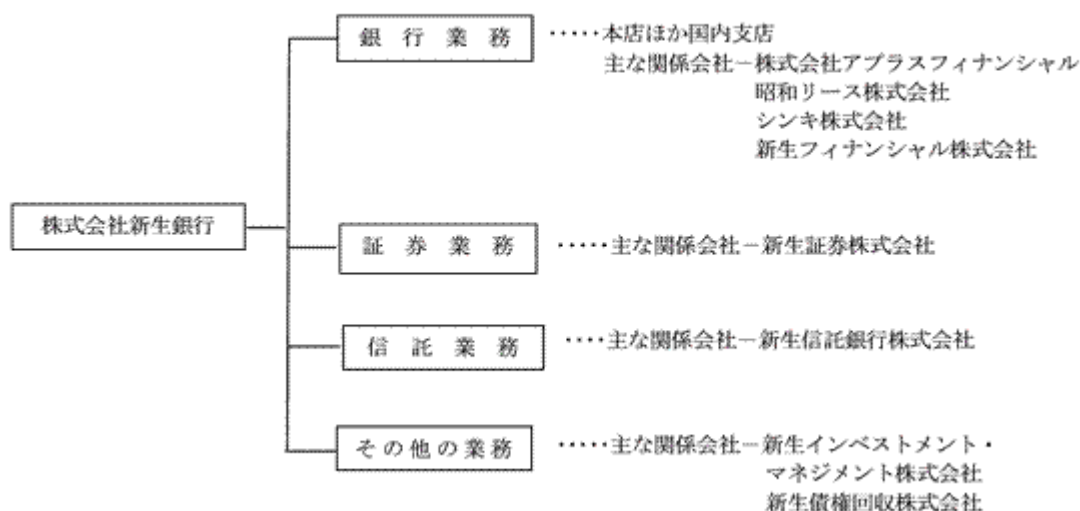 銀行業務 ・・・・・本店ほか国内支店
主な関係会社－株式会社アプラスフィナンシャル
昭和リース株式会社
シンキ株式会社
新生フィナンシャル株式会社
株式会社新生銀行
証券業務 ・・・・・主な関係会社－新生証券株式会社
信託業務 ・・・・主な関係会社－新生信託銀行株式会社
その他の業務 ・・・・・主な関係会社－新生インベストメント・
マネジメント株式会社
新生債権回収株式会社